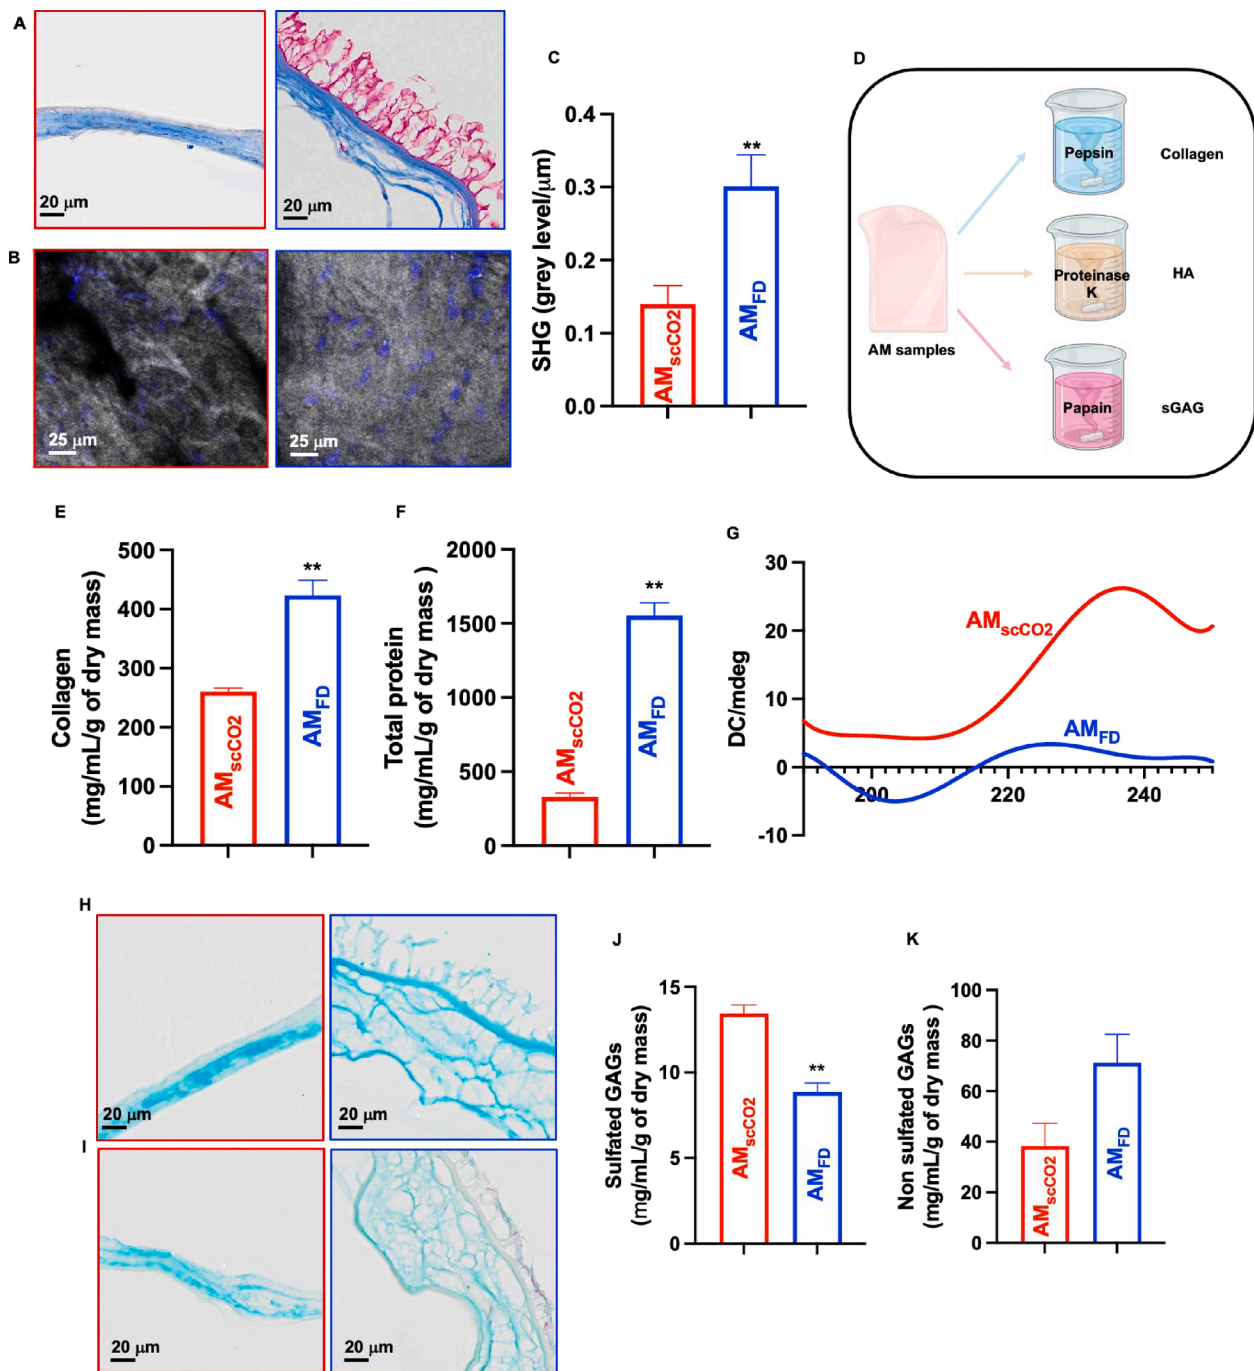 A
20 μm
20 μm
B
25 μm
25 μm
C
SHG (grey level/μm)
0.4
0.3
0.2
0.1
0.0
**
AMscCO2
AMFD
D
Pepsin
Collagen
Proteinase
K
HA
AM samples
Papain
sGAG
E
Collagen
(mg/mL/g of dry mass)
500
400
300
200
100
0
**
AMscCO2
AMFD
F
Total protein
(mg/mL/g of dry mass )
2000
1500
1000
500
0
**
AMscCO2
AMFD
G
DC/mdeg
30
20
10
0
-10
200
220
240
AMscCO2
AMFD
H
20 μm
20 μm
I
20 μm
20 μm
J
Sulfated GAGs
(mg/mL/g of dry mass)
15
10
5
0
**
AMscCO2
AMFD
K
Non sulfated GAGs
(mg/mL/g of dry mass )
100
80
60
40
20
0
AMscCO2
AMFD